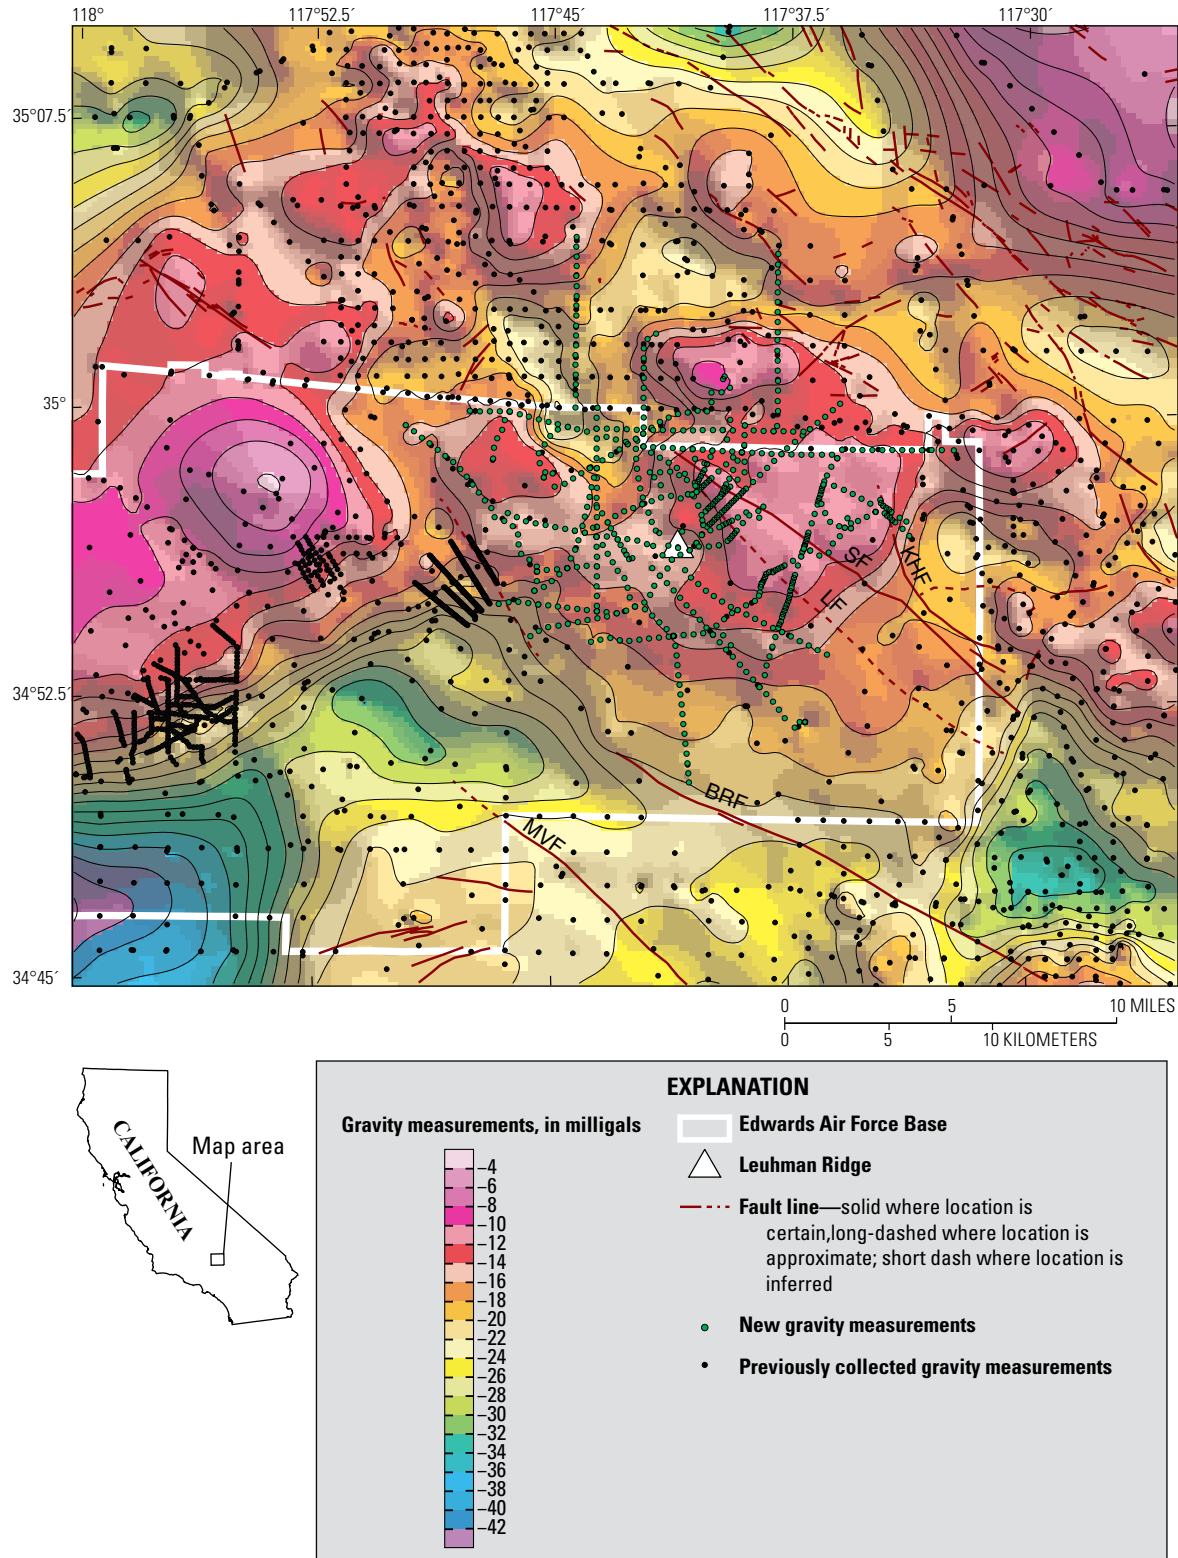 118°
117°52.5´
117°45´
117°37.5´
117°30´
35°07.5´
35°
34°52.5´
34°45´
SF
KHF
LF
BRF
MVF
0 5 10 MILES
0 5 10 KILOMETERS
CALIFORNIA
Map area
EXPLANATION
Gravity measurements, in milligals
–4
–6
–8
–10
–12
–14
–16
–18
–20
–22
–24
–26
–28
–30
–32
–34
–36
–38
–40
–42
Edwards Air Force Base
Leuhman Ridge
Fault line—solid where location is
certain,long-dashed where location is
approximate; short dash where location is
inferred
New gravity measurements
Previously collected gravity measurements